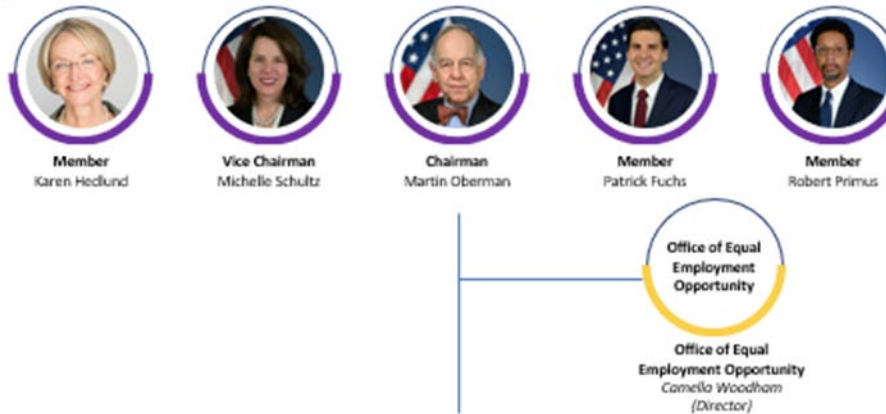 Member
Karen Hedlund
Vice Chairman
Michelle Schultz
Chairman
Martin Oberman
Member
Patrick Fuchs
Member
Robert Primus
Office of Equal
Employment
Opportunity
Office of Equal
Employment Opportunity
Camella Woodham
(Director)